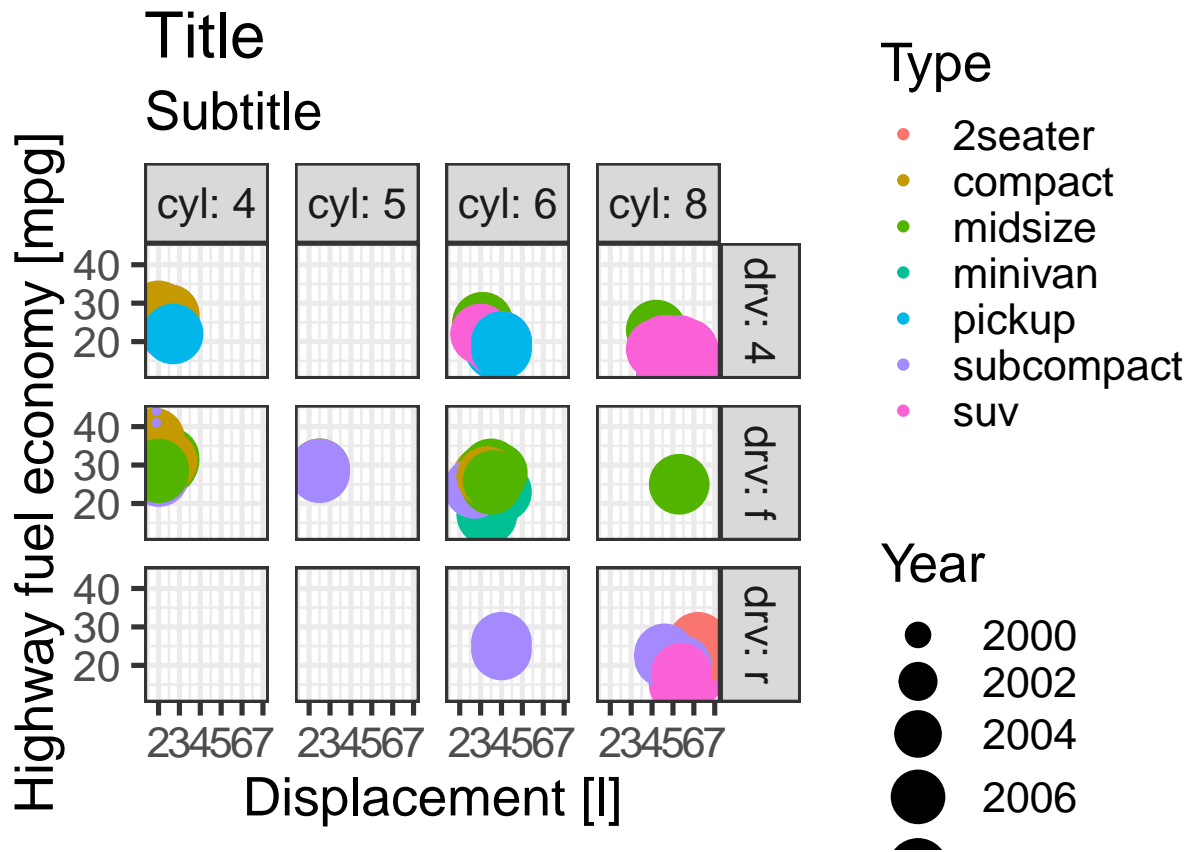 Title
Subtitle
Highway fuel economy [mpg]
cyl: 4 cyl: 5 cyl: 6 cyl: 8
40
30
20
drv: 4
40
30
20
drv: f
40
30
20
drv: r
234567 234567 234567 234567
Displacement [l]
Type
2seater
compact
midsize
minivan
pickup
subcompact
suv
Year
2000
2002
2004
2006